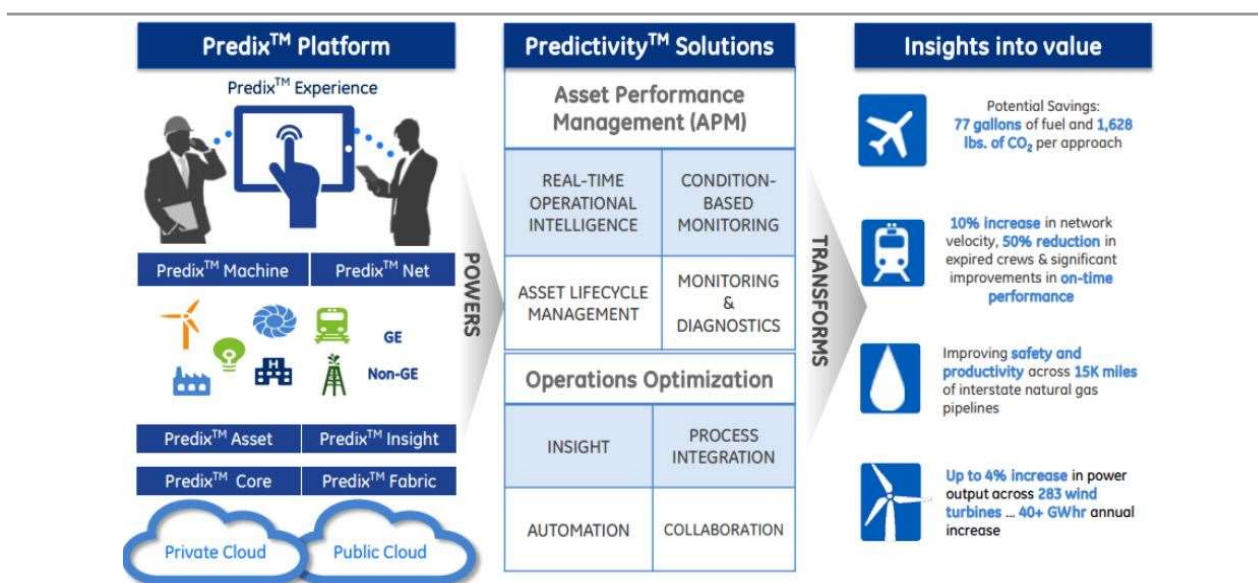 Predix™ Platform
Predix™ Experience
Predix™ Machine
Predix™ Net
GE
H
Non-GE
Predix™ Asset
Predix™ Insight
Predix™ Core
Predix™ Fabric
Private Cloud
Public Cloud
POWERS
Predictivity™ Solutions
Asset Performance
Management (APM)
REAL-TIME
OPERATIONAL
INTELLIGENCE
CONDITION-
BASED
MONITORING
ASSET LIFECYCLE
MANAGEMENT
MONITORING
&
DIAGNOSTICS
Operations Optimization
INSIGHT
PROCESS
INTEGRATION
AUTOMATION
COLLABORATION
TRANSFORMS
Insights into value
Potential Savings:
77 gallons of fuel and 1,628
lbs. of CO₂ per approach
10% increase in network
velocity, 50% reduction in
expired crews & significant
improvements in on-time
performance
Improving safety and
productivity across 15K miles
of interstate natural gas
pipelines
Up to 4% increase in power
output across 283 wind
turbines ... 40+ GWhr annual
increase